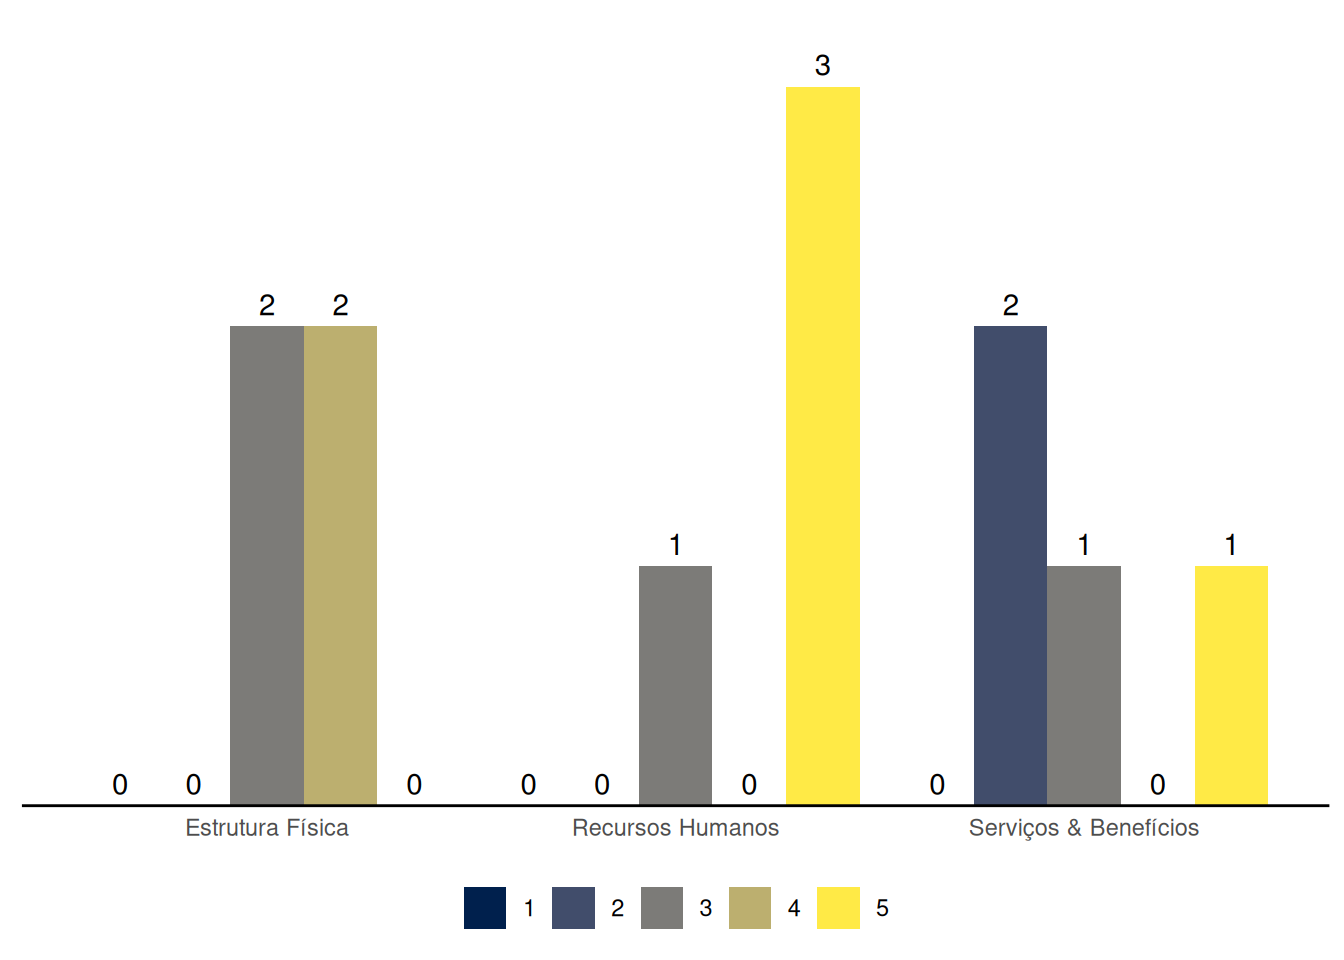 3
2 2 2
1 1 1
0 0 0 0 0 0 0 0
Estrutura Física Recursos Humanos Serviços & Benefícios
1 2 3 4 5